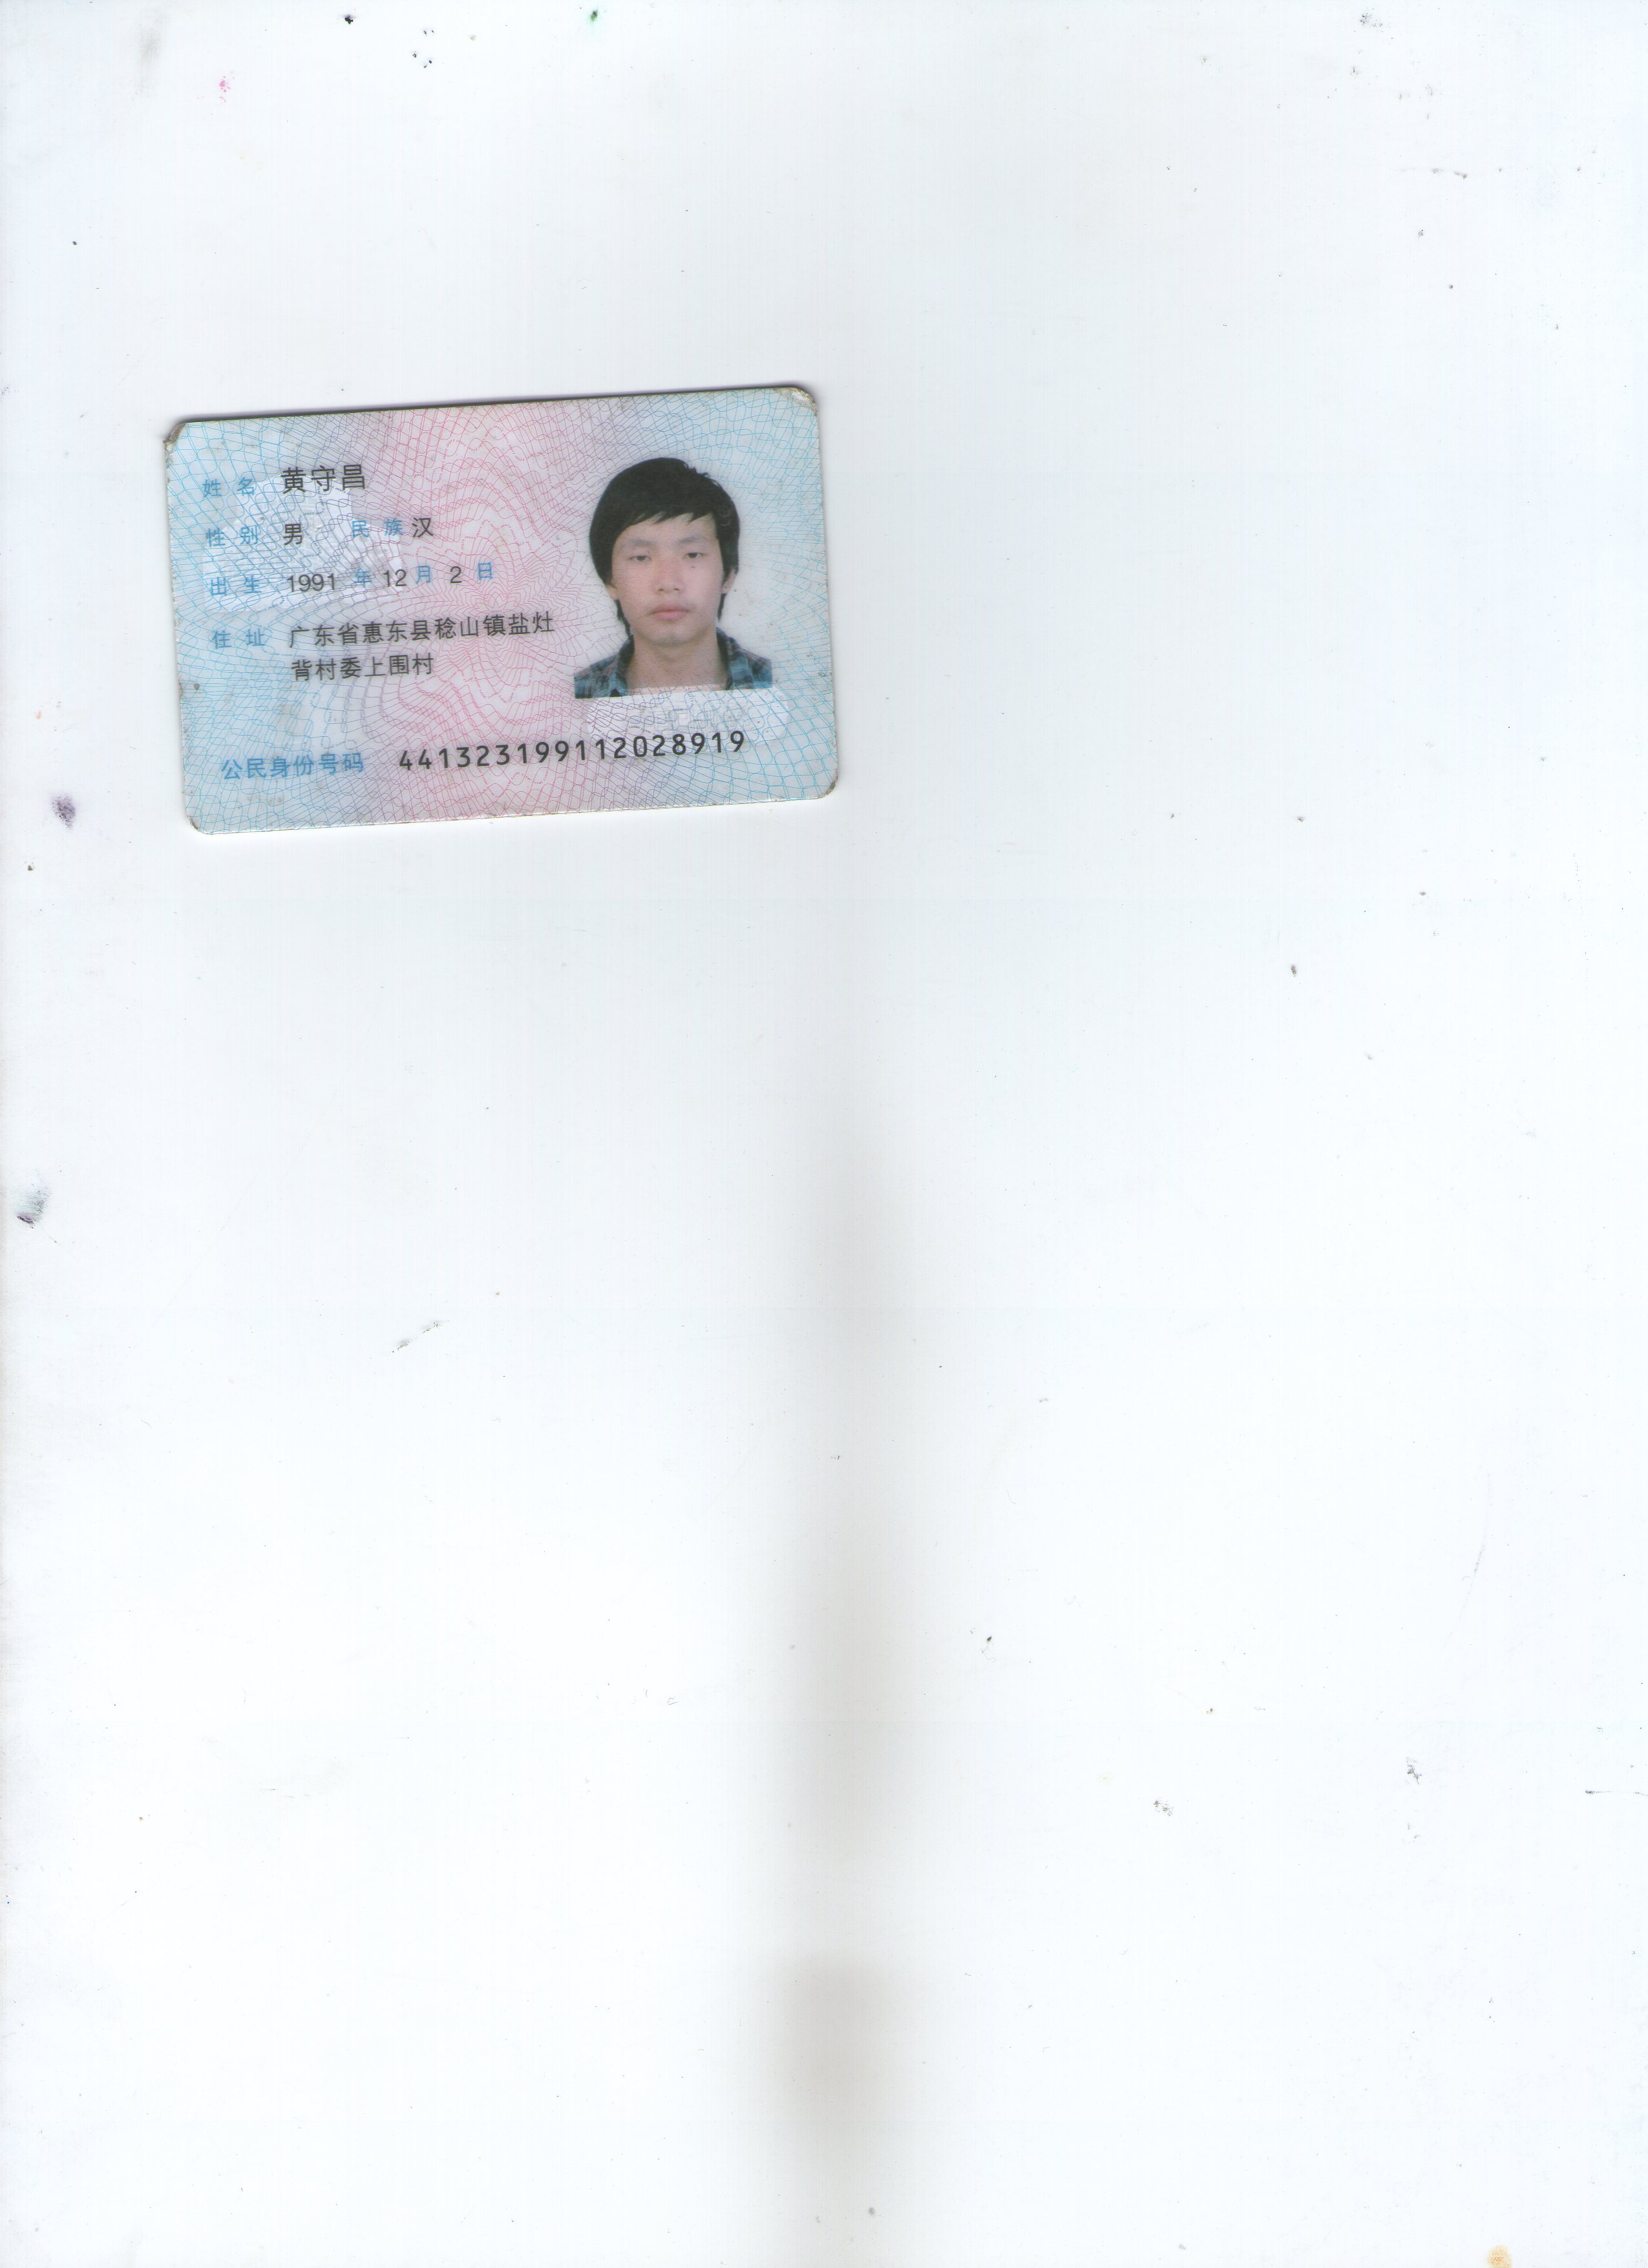 姓名 黄守昌
性别 男 民族 汉
出生 1991 年 12 月 2 日
住址 广东省惠东县稔山镇盐灶
背村委上围村
公民身份号码 441323199112028919